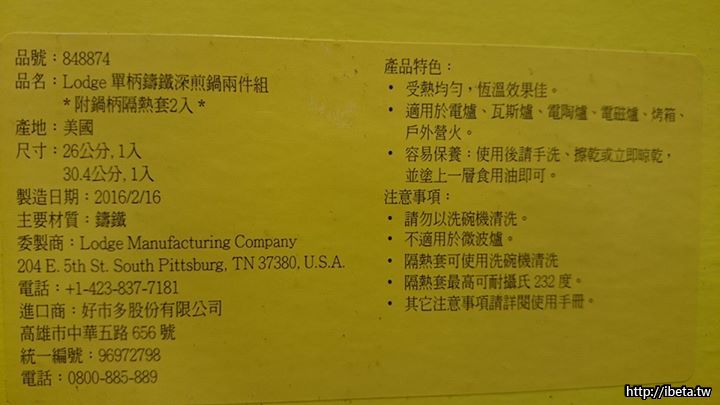 品號：848874
品名：Lodge 單柄鑄鐵深煎鍋兩件組
＊附鍋柄隔熱套2入＊
產地：美國
尺寸：26公分, 1入
30.4公分, 1入
製造日期：2016/2/16
主要材質：鑄鐵
委製商：Lodge Manufacturing Company
204 E. 5th St. South Pittsburg, TN 37380, U.S.A.
電話：+1-423-837-7181
進口商：好市多股份有限公司
高雄市中華五路 656 號
統一編號：96972798
電話：0800-885-889
產品特色：
• 受熱均勻，恆溫效果佳。
• 適用於電爐、瓦斯爐、電陶爐、電磁爐、烤箱、
戶外營火。
• 容易保養：使用後請手洗、擦乾或立即晾乾，
並塗上一層食用油即可。
注意事項：
• 請勿以洗碗機清洗。
• 不適用於微波爐。
• 隔熱套可使用洗碗機清洗
• 隔熱套最高可耐攝氏 232 度。
• 其它注意事項請詳閱使用手冊。
http://ibeta.tw